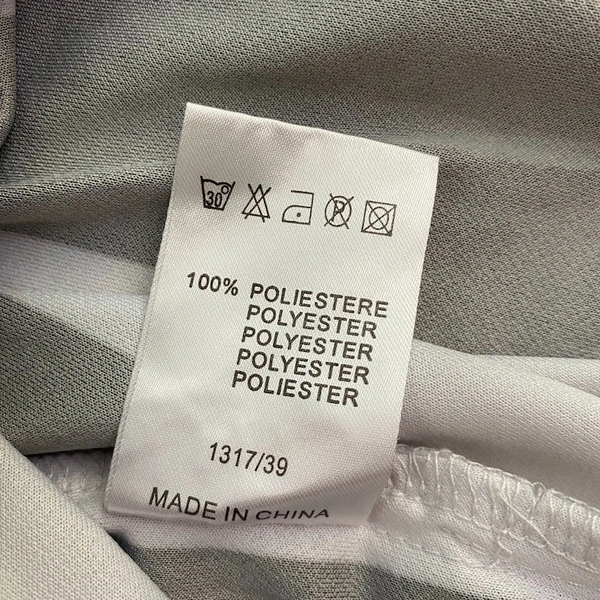 30°
P
100% POLIESTERE
POLYESTER
POLYESTER
POLYESTER
POLIESTER
1317/39
MADE IN CHINA